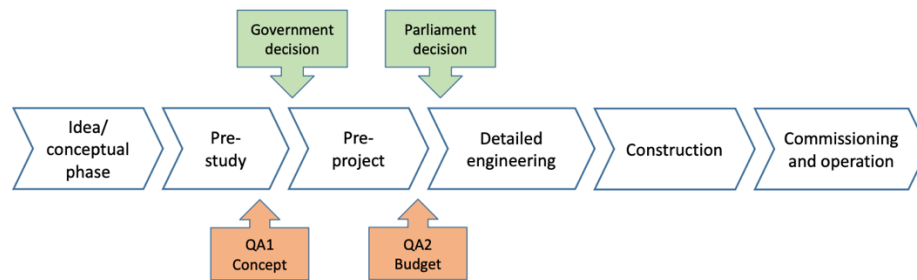 Government
decision
Parliament
decision
Idea/
conceptual
phase
Pre-
study
Pre-
project
Detailed
engineering
Construction
Commissioning
and operation
QA1
Concept
QA2
Budget